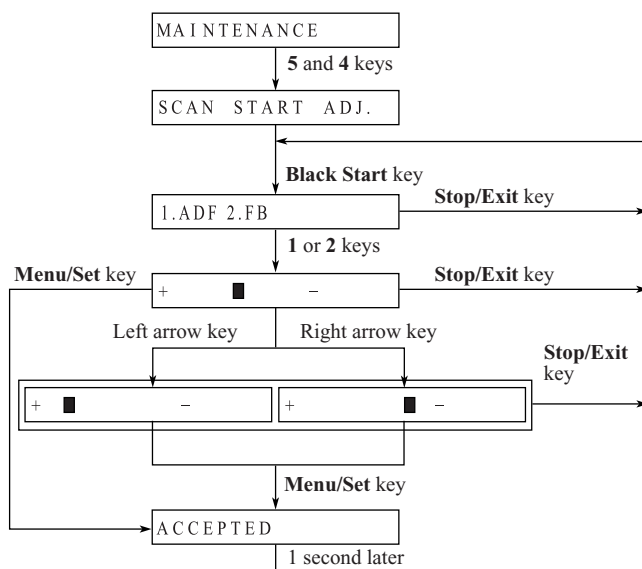 MAINTENANCE
5 and 4 keys
SCAN START ADJ.
Black Start key
1.ADF 2.FB
Stop/Exit key
1 or 2 keys
Menu/Set key
+ −
Stop/Exit key
Left arrow key
Right arrow key
Stop/Exit
key
+ −
+ −
Menu/Set key
ACCEPTED
1 second later